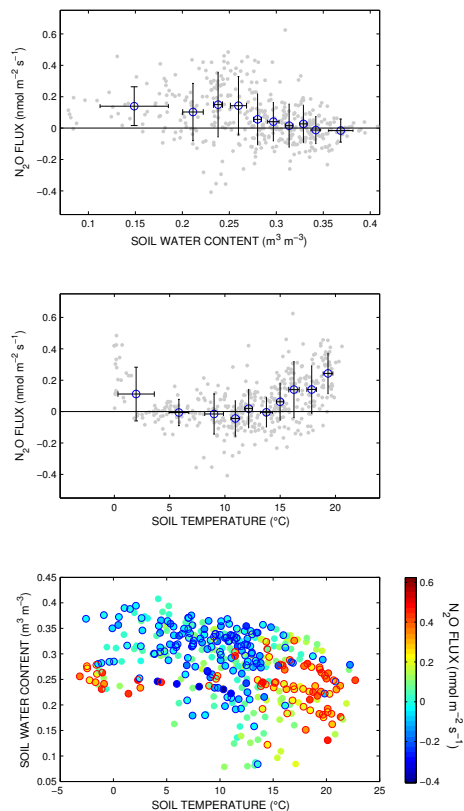 0.6
0.4
0.2
0
−0.2
−0.4
N2O FLUX (nmol m−2 s−1)
0.1 0.15 0.2 0.25 0.3 0.35 0.4
SOIL WATER CONTENT (m3 m−3)
0.6
0.4
0.2
0
−0.2
−0.4
N2O FLUX (nmol m−2 s−1)
0 5 10 15 20
SOIL TEMPERATURE (°C)
0.45
0.4
0.35
0.3
0.25
0.2
0.15
0.1
0.05
SOIL WATER CONTENT (m3 m−3)
−5 0 5 10 15 20 25
SOIL TEMPERATURE (°C)
0.6
0.4
0.2
0
−0.2
−0.4
N2O FLUX (nmol m−2 s−1)